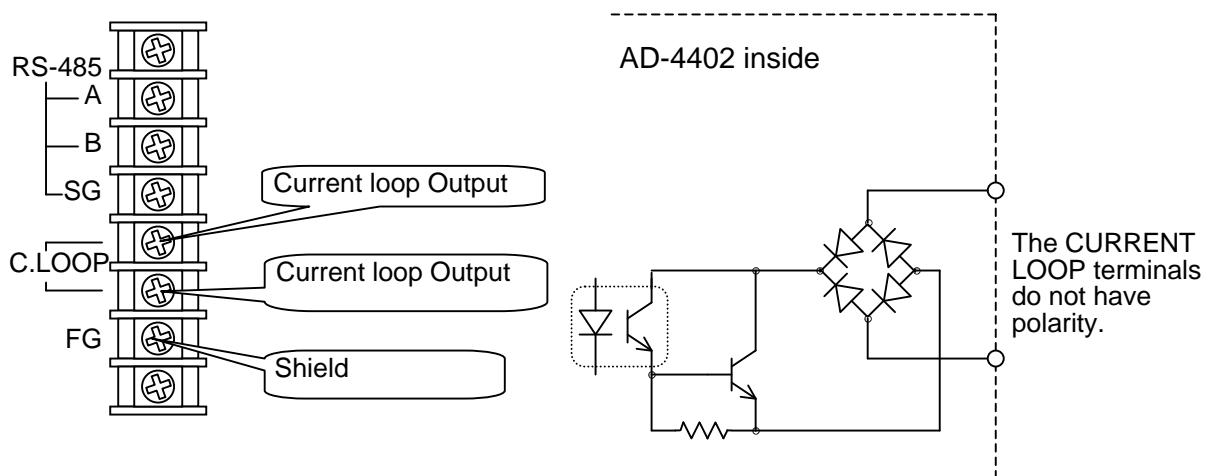 RS-485
A
B
SG
C.LOOP
FG
Current loop Output
Current loop Output
Shield
AD-4402 inside
The CURRENT
LOOP terminals
do not have
polarity.